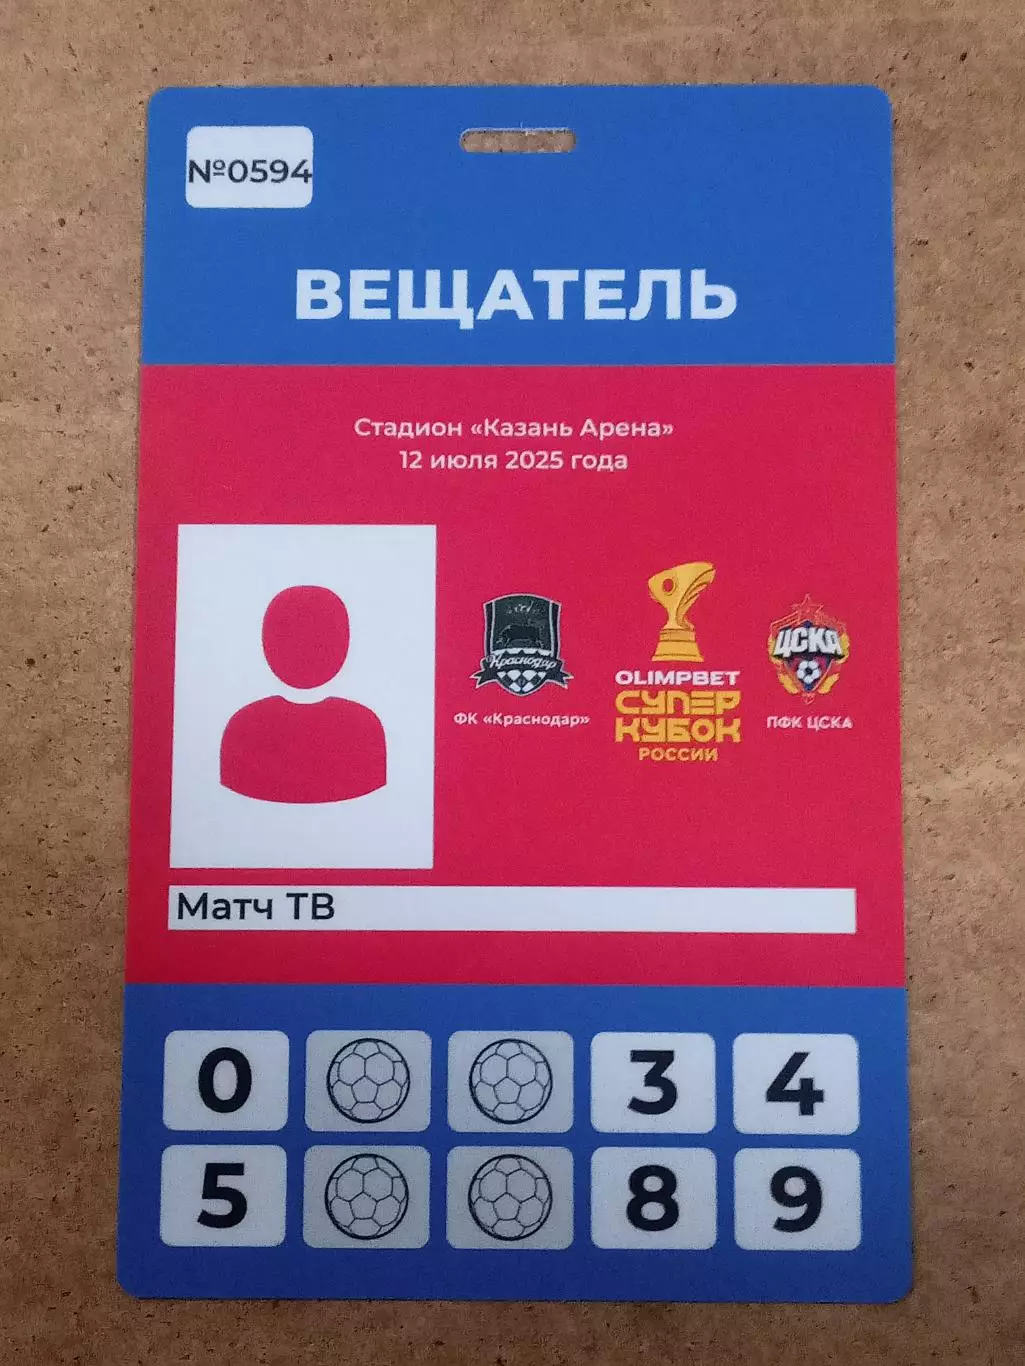 №0594
ВЕЩАТЕЛЬ
Стадион «Казань Арена»
12 июля 2025 года
Краснодар
ФК «Краснодар»
OLIMPBET
СУПЕР
КУБОК
РОССИИ
ЦСКА
ПФК ЦСКА
Матч ТВ
0 3 4
5 8 9